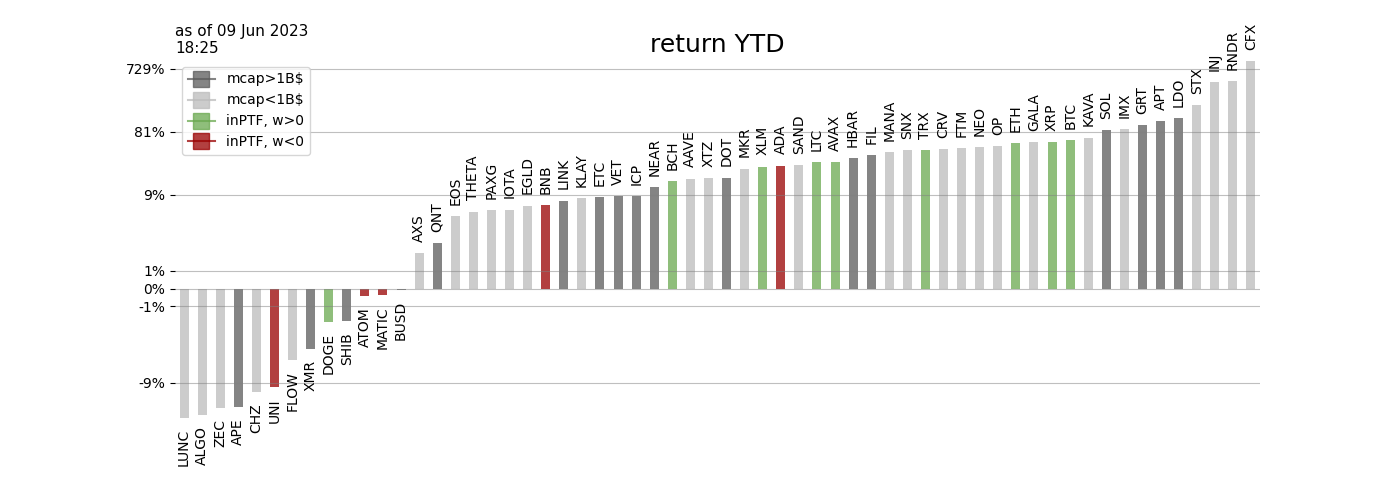 as of 09 Jun 2023
18:25
return YTD
mcap>1B$
mcap<1B$
inPTF, w>0
inPTF, w<0
729%
81%
9%
1%
0%
-1%
-9%
LUNC
ALGO
ZEC
APE
CHZ
UNI
FLOW
XMR
DOGE
SHIB
ATOM
MATIC
BUSD
AXS
QNT
EOS
THETA
PAXG
IOTA
EGLD
BNB
LINK
KLAY
ETC
VET
ICP
NEAR
BCH
AAVE
XTZ
DOT
MKR
XLM
ADA
SAND
LTC
AVAX
HBAR
FIL
MANA
SNX
TRX
CRV
FTM
NEO
OP
ETH
GALA
XRP
BTC
KAVA
SOL
IMX
GRT
APT
LDO
STX
INJ
RNDR
CFX